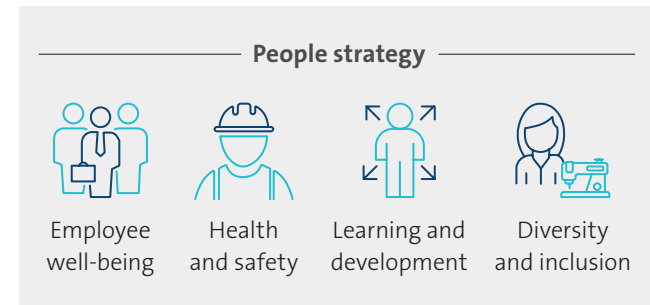 People strategy
Employee
well-being
Health
and safety
Learning and
development
Diversity
and inclusion